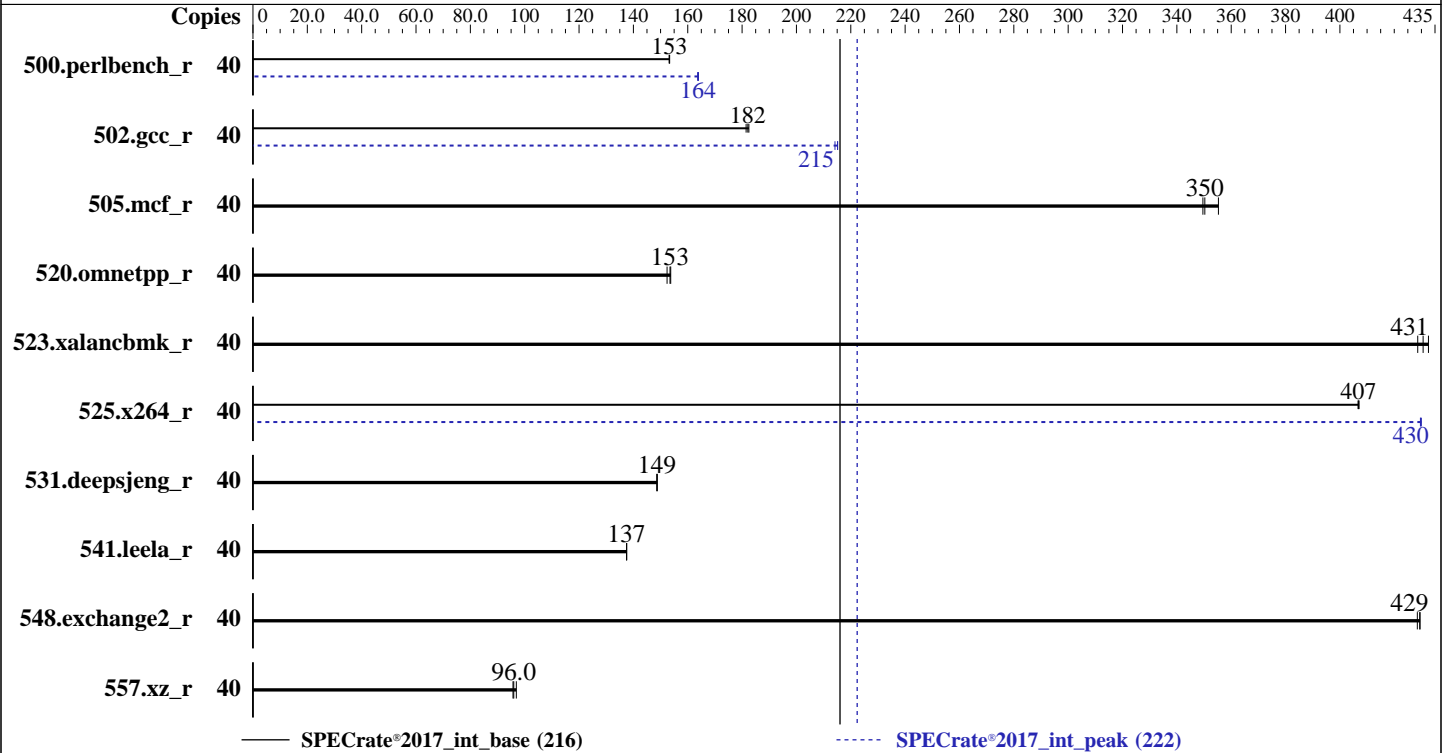 Copies 0 20.0 40.0 60.0 80.0 100 120 140 160 180 200 220 240 260 280 300 320 340 360 380 400 435
153
500.perlbench_r 40
164
182
502.gcc_r 40
215
350
505.mcf_r 40
153
520.omnetpp_r 40
431
523.xalancbmk_r 40
407
525.x264_r 40
430
149
531.deepsjeng_r 40
137
541.leela_r 40
429
548.exchange2_r 40
96.0
557.xz_r 40
SPECrate®2017_int_base (216) SPECrate®2017_int_peak (222)